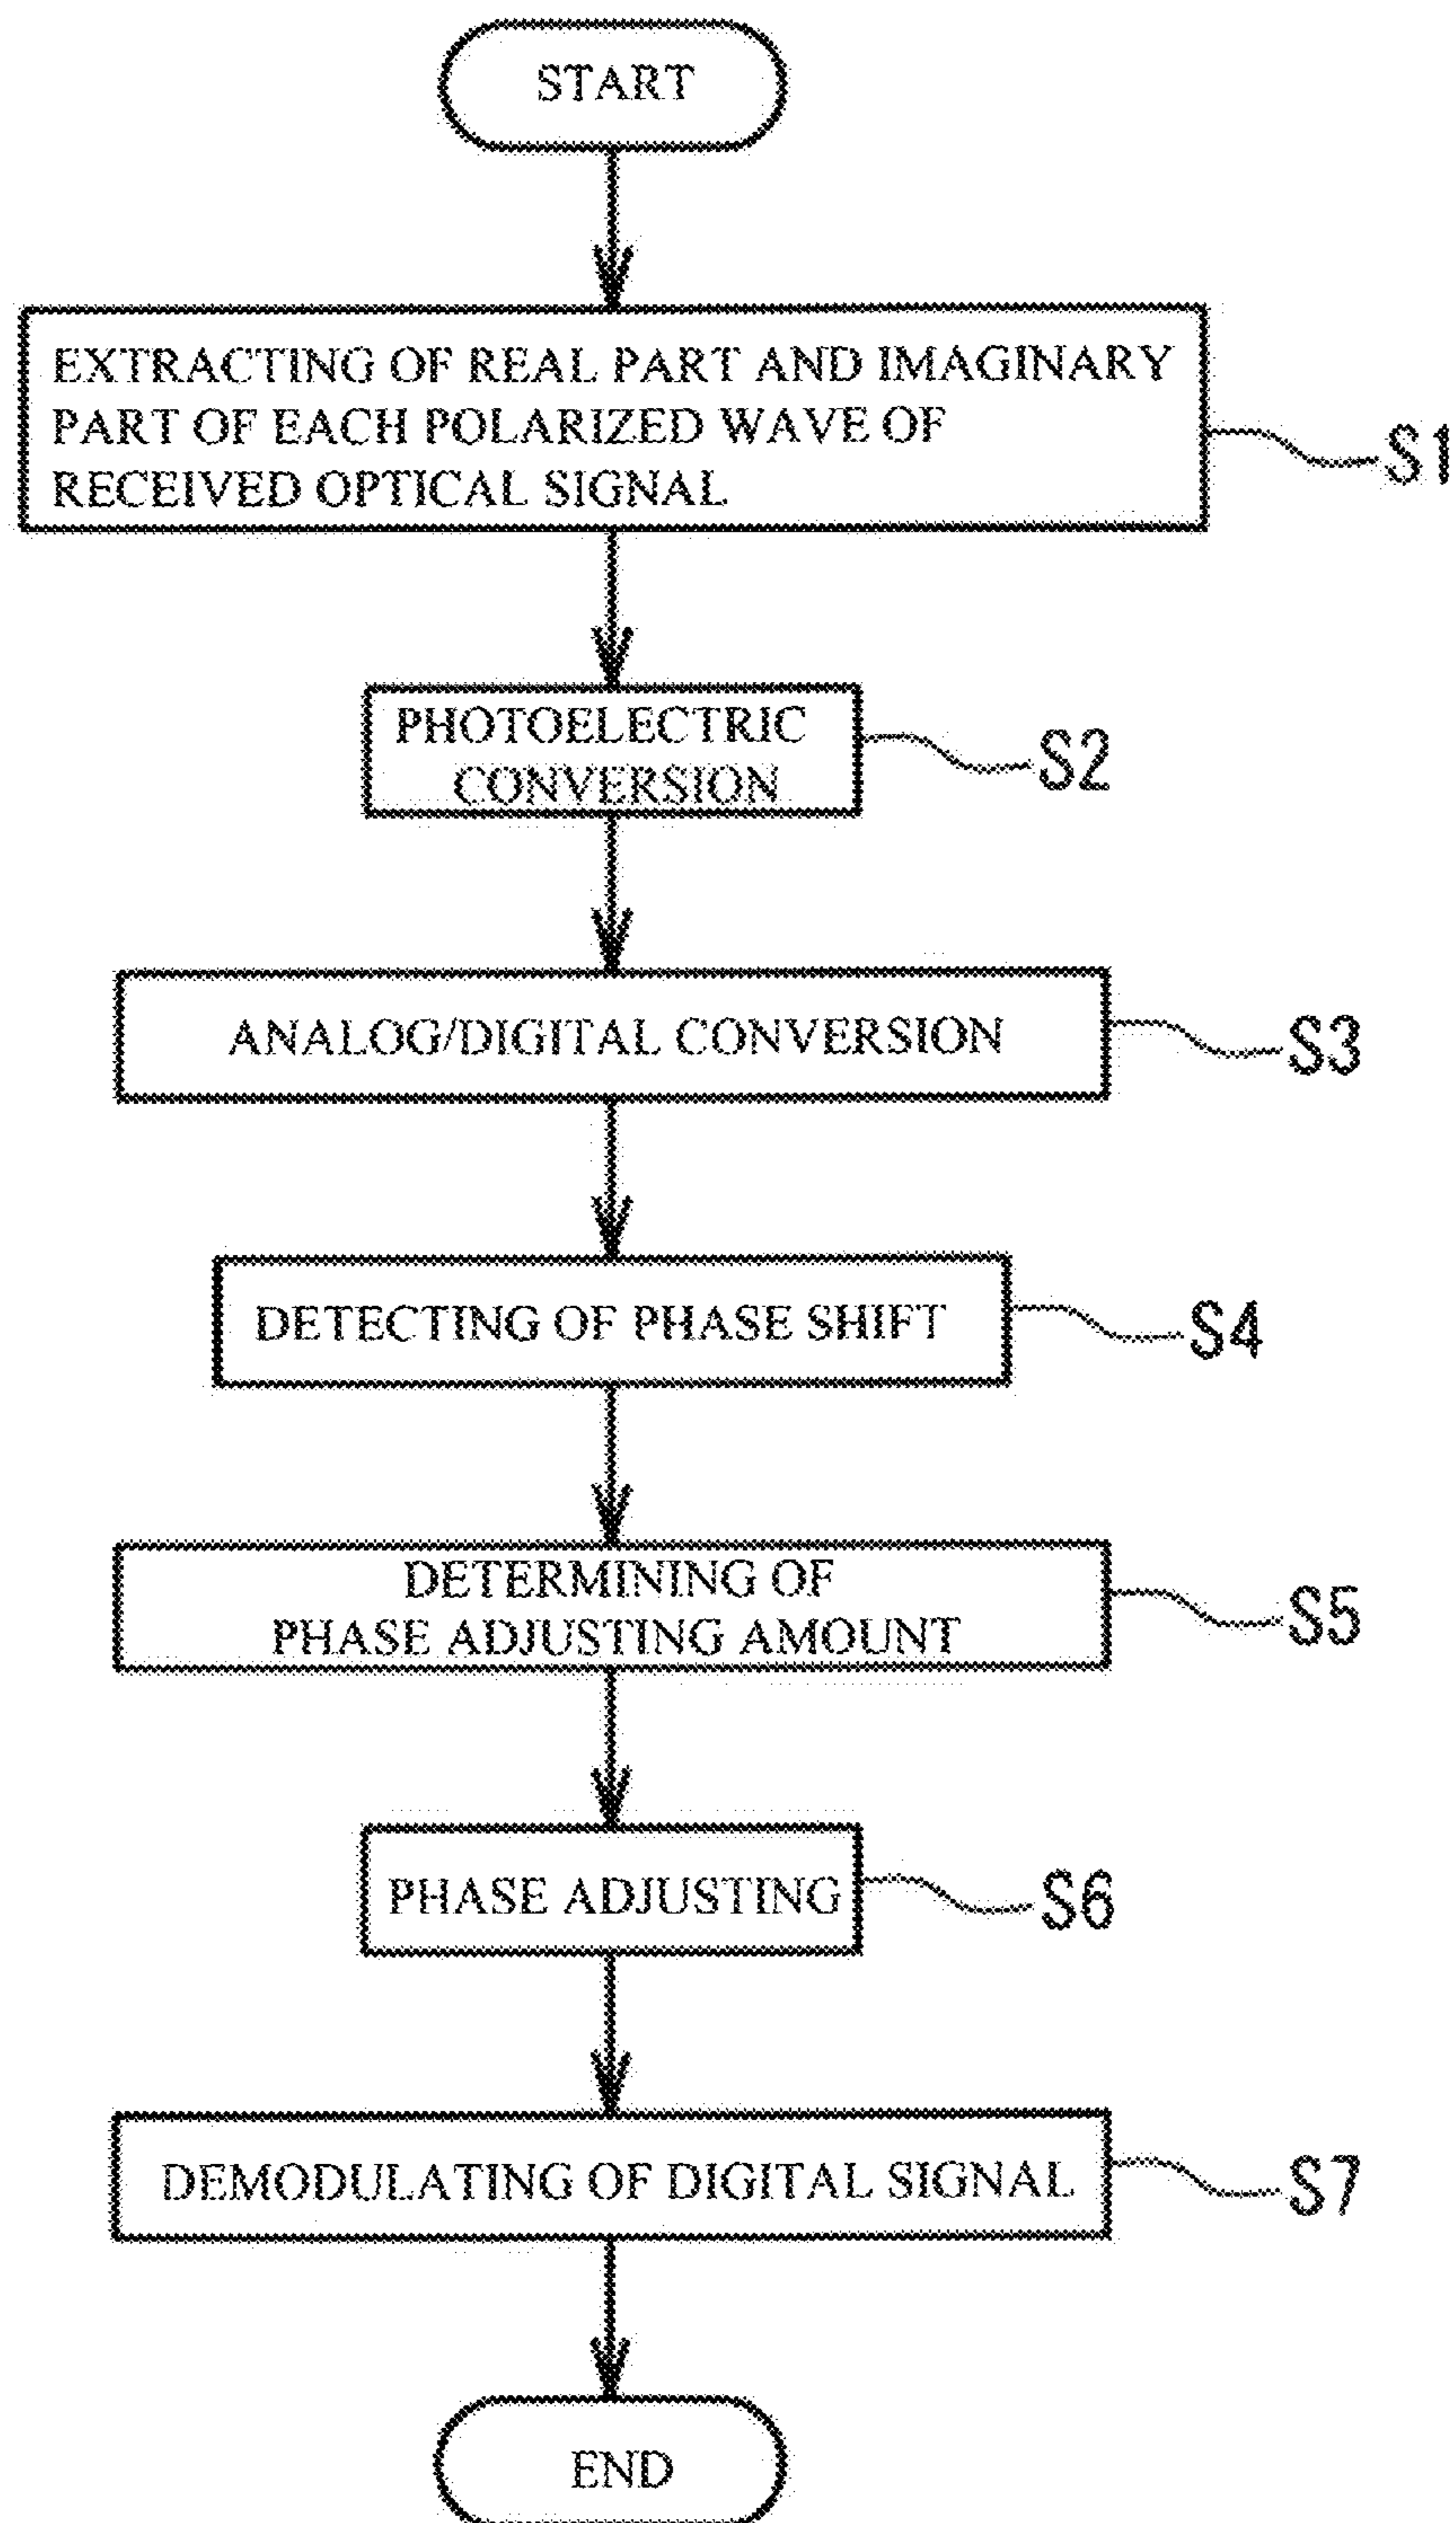 START
EXTRACTING OF REAL PART AND IMAGINARY
PART OF EACH POLARIZED WAVE OF
RECEIVED OPTICAL SIGNAL
S1
PHOTOELECTRIC
CONVERSION
S2
ANALOG/DIGITAL CONVERSION
S3
DETECTING OF PHASE SHIFT
S4
DETERMINING OF
PHASE ADJUSTING AMOUNT
S5
PHASE ADJUSTING
S6
DEMODULATING OF DIGITAL SIGNAL
S7
END